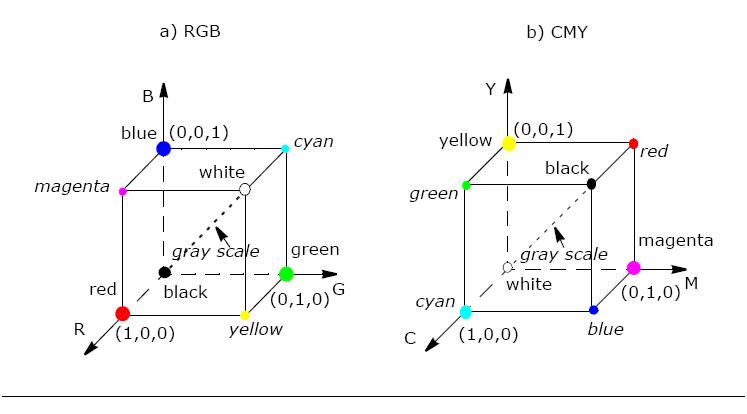 a) RGB
B
blue (0,0,1)
cyan
magenta
white
gray scale
green
red
black
(0,1,0) G
R
(1,0,0)
yellow
b) CMY
Y
yellow (0,0,1)
red
green
black
gray scale
magenta
white
cyan
(0,1,0) M
C
(1,0,0)
blue